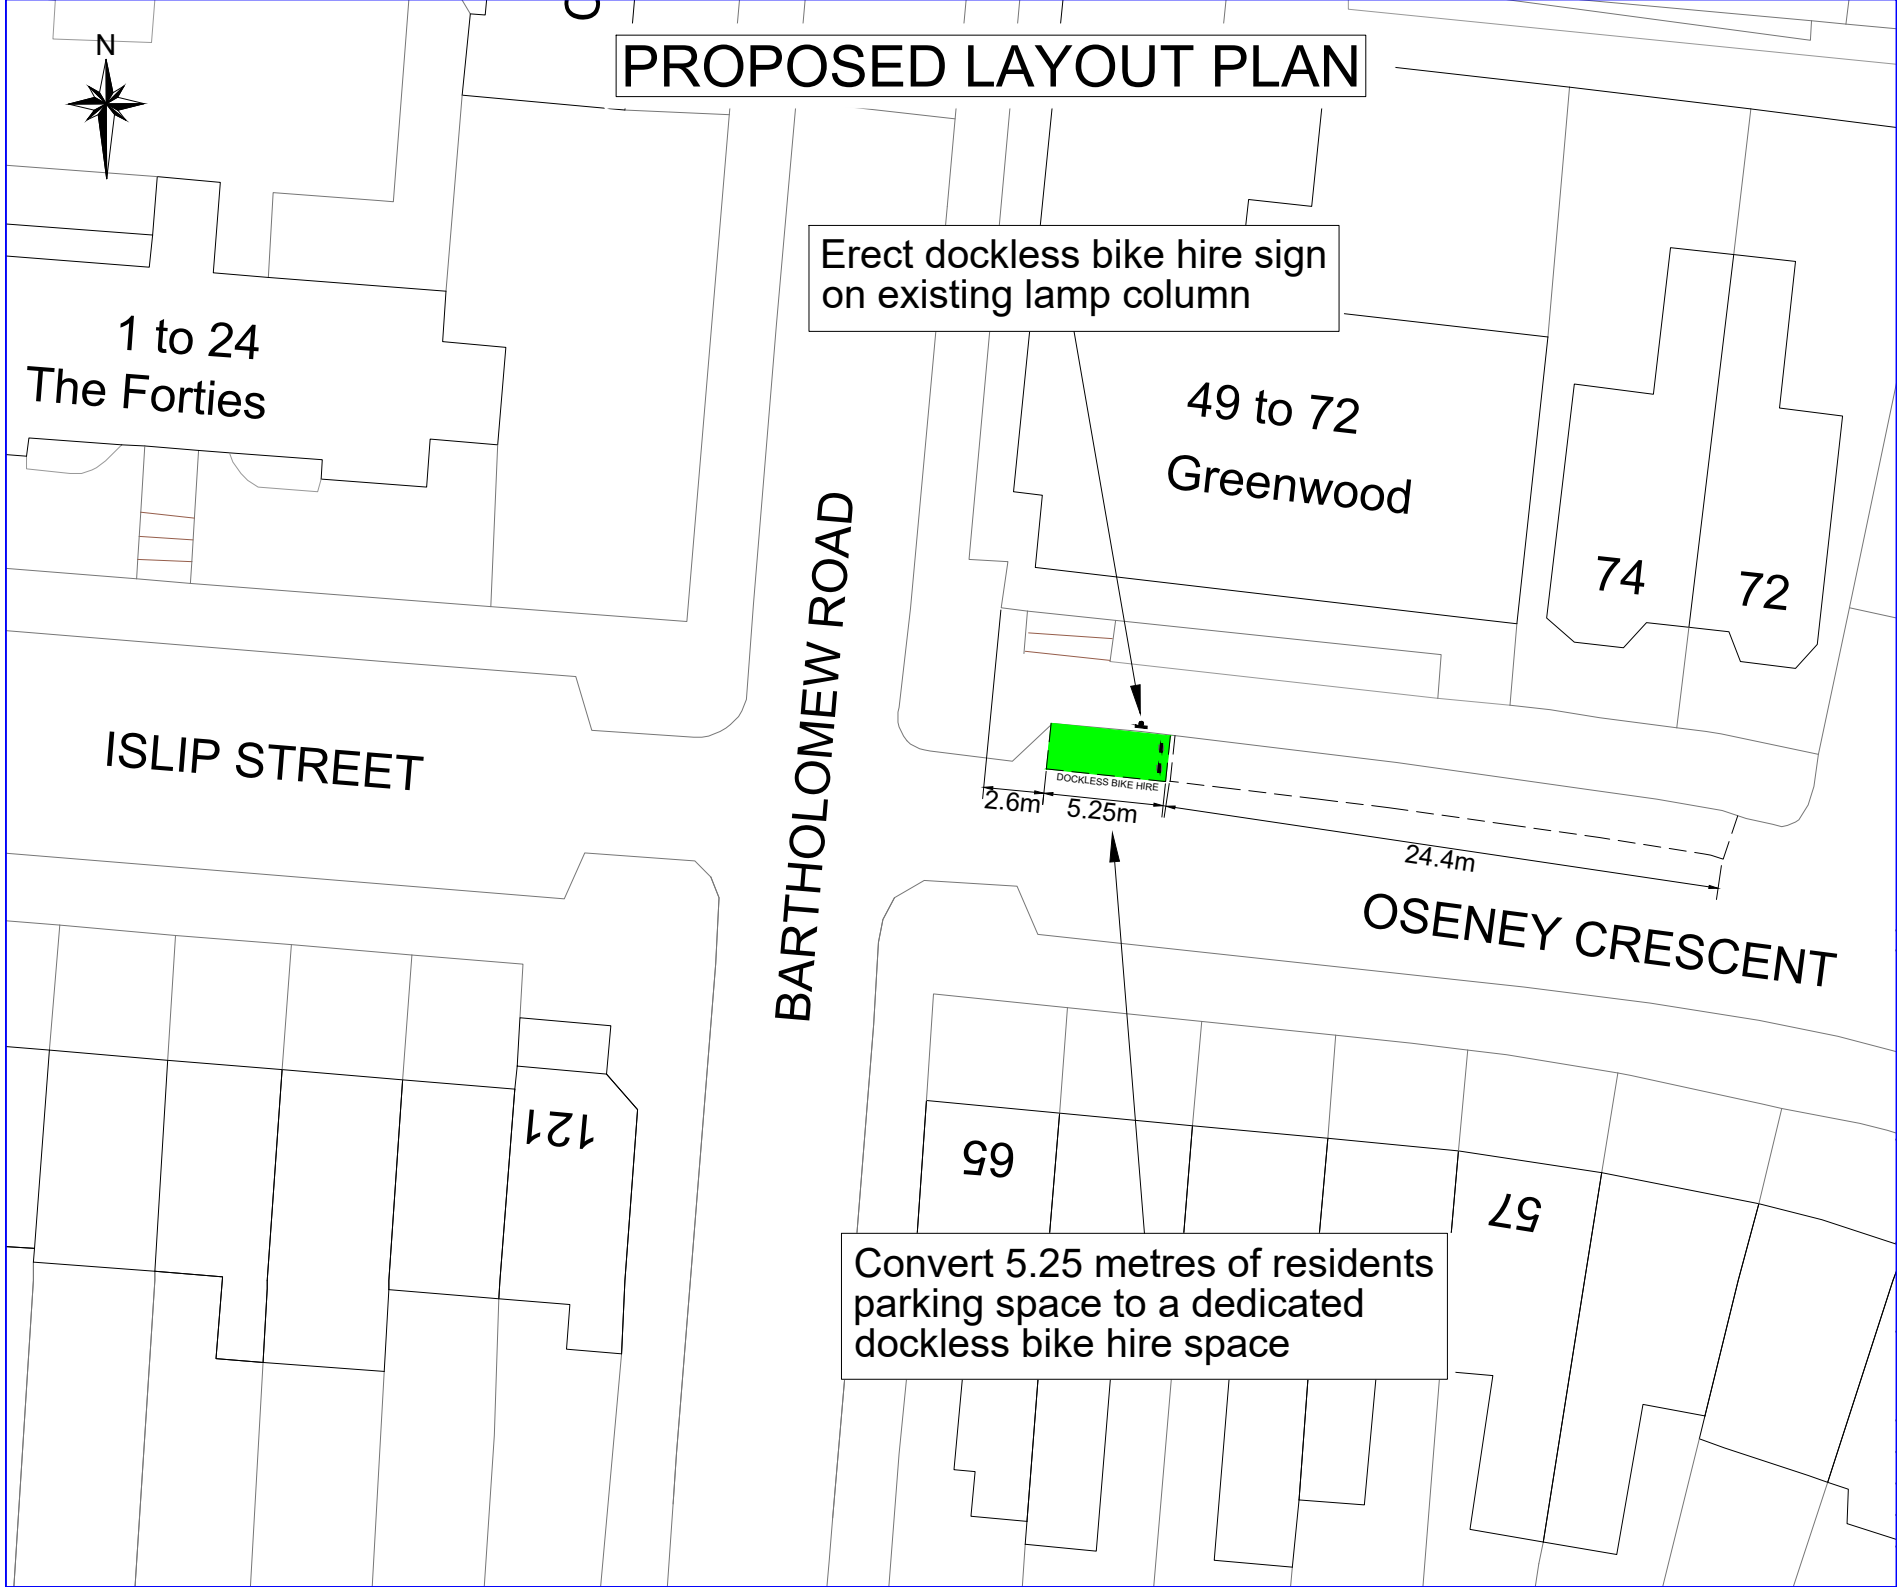 PROPOSED LAYOUT PLAN
N
Erect dockless bike hire sign
on existing lamp column
1 to 24
The Forties
49 to 72
Greenwood
74
72
BARTHOLOMEW ROAD
ISLIP STREET
DOCKLESS BIKE HIRE
2.6m
5.25m
24.4m
OSENEY CRESCENT
121
65
57
Convert 5.25 metres of residents
parking space to a dedicated
dockless bike hire space